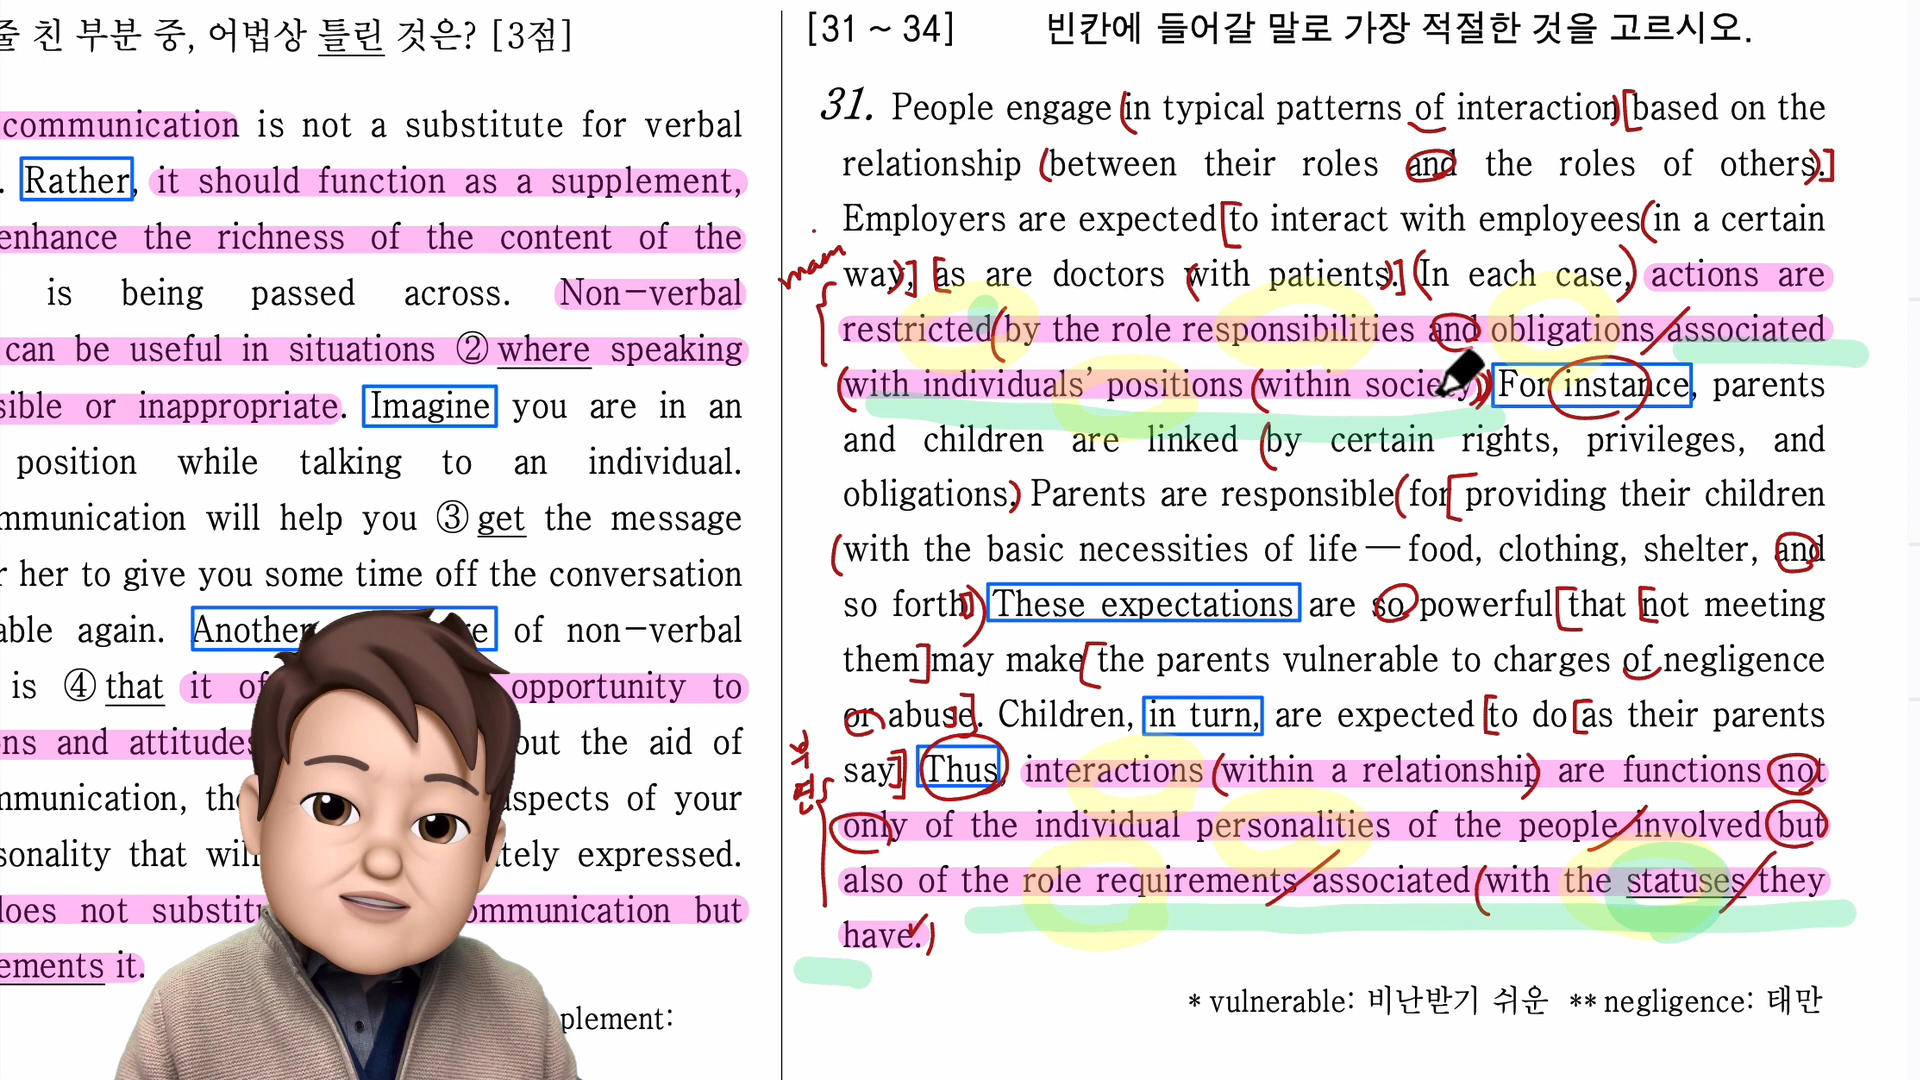 줄 친 부분 중, 어법상 틀린 것은? [3점]
communication is not a substitute for verbal
. Rather, it should function as a supplement,
enhance the richness of the content of the
is being passed across. Non-verbal
can be useful in situations ② where speaking
sible or inappropriate. Imagine you are in an
position while talking to an individual.
mmunication will help you ③ get the message
r her to give you some time off the conversation
able again. Another of non-verbal
is ④ that it of opportunity to
ns and attitudes out the aid of
mmunication, the aspects of your
sonality that will tely expressed.
does not substitu ommunication but
ements it.
plement:
[31 ~ 34] 빈칸에 들어갈 말로 가장 적절한 것을 고르시오.
31. People engage in typical patterns of interaction based on the
relationship between their roles and the roles of others.
Employers are expected to interact with employees in a certain
main
way, as are doctors with patients. In each case, actions are
restricted by the role responsibilities and obligations associated
with individuals' positions within society. For instance, parents
and children are linked by certain rights, privileges, and
obligations. Parents are responsible for providing their children
with the basic necessities of life — food, clothing, shelter, and
so forth. These expectations are so powerful that not meeting
them may make the parents vulnerable to charges of negligence
or abuse. Children, in turn, are expected to do as their parents
say. Thus, interactions within a relationship are functions not
only of the individual personalities of the people involved but
also of the role requirements associated with the statuses they
have.
* vulnerable: 비난받기 쉬운 ** negligence: 태만